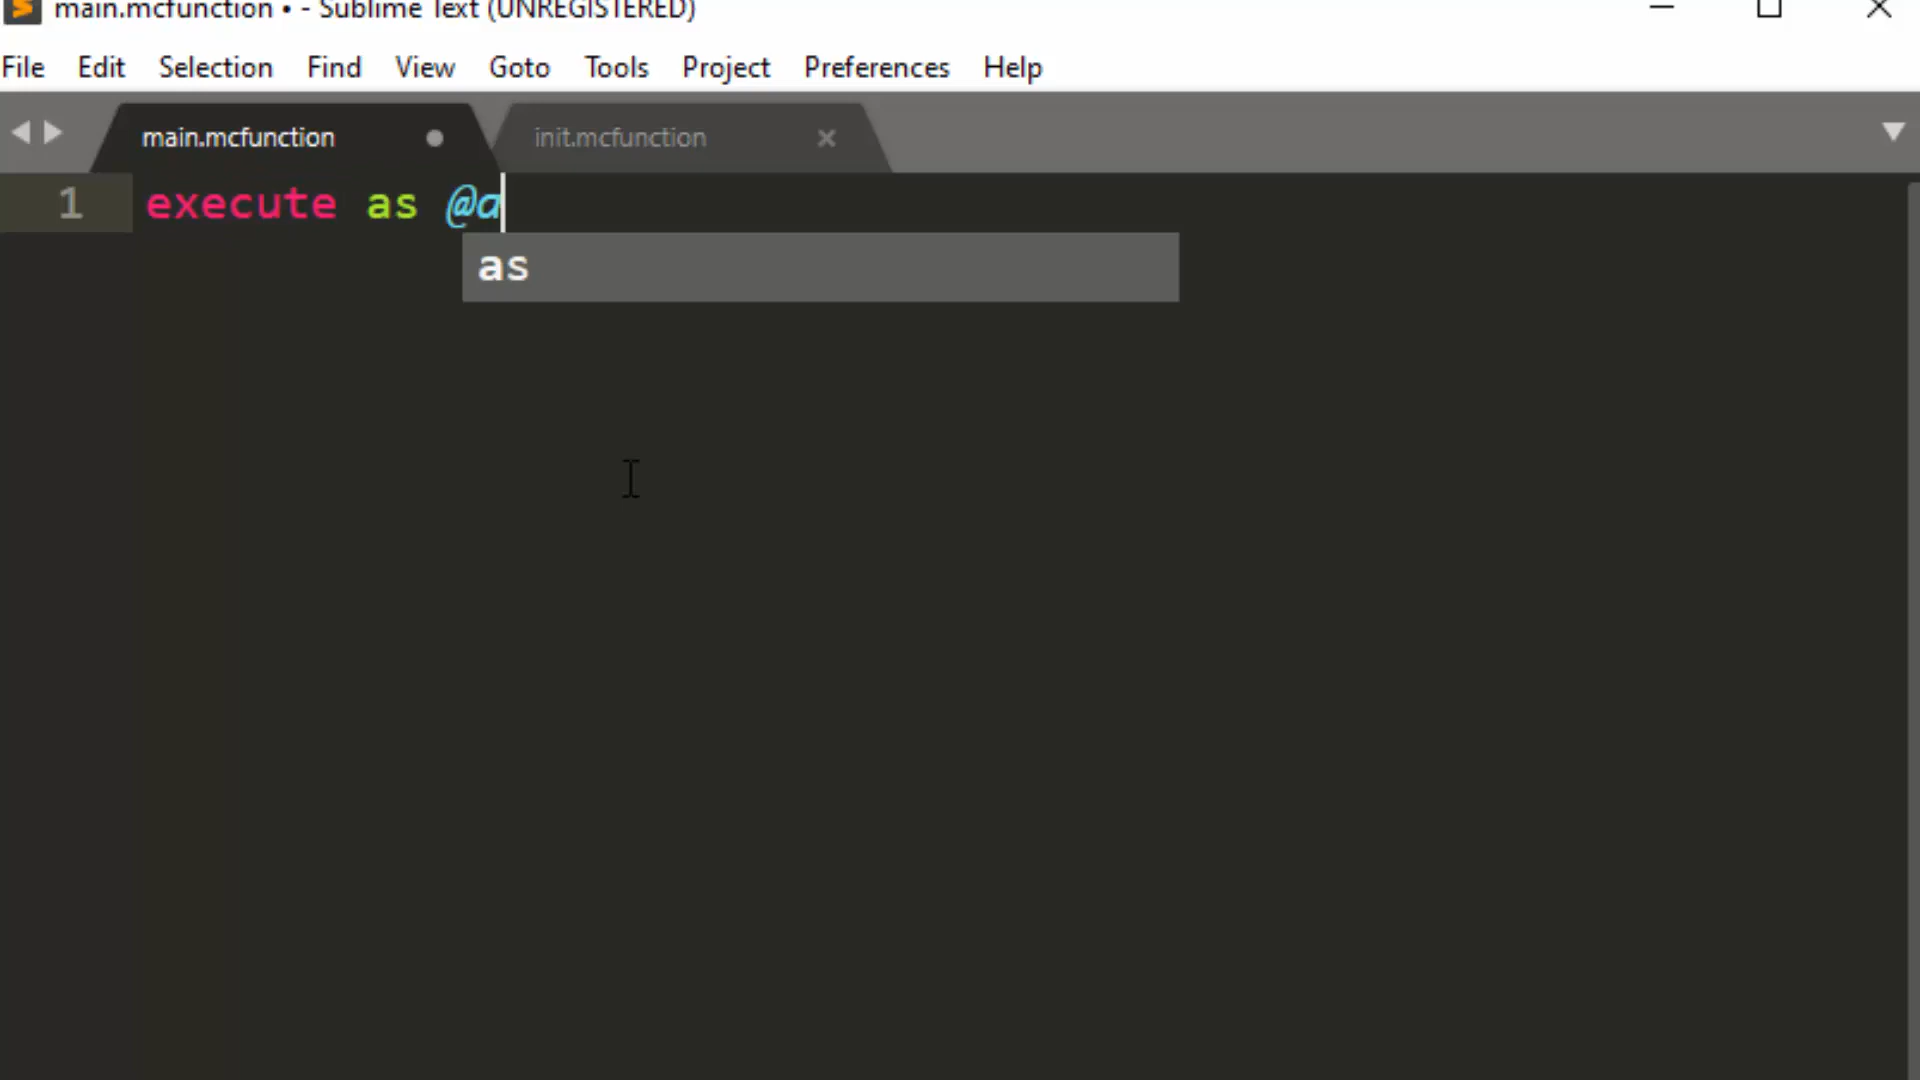 main.mcfunction • - Sublime Text (UNREGISTERED)
File Edit Selection Find View Goto Tools Project Preferences Help
main.mcfunction init.mcfunction
1 execute as @a
as